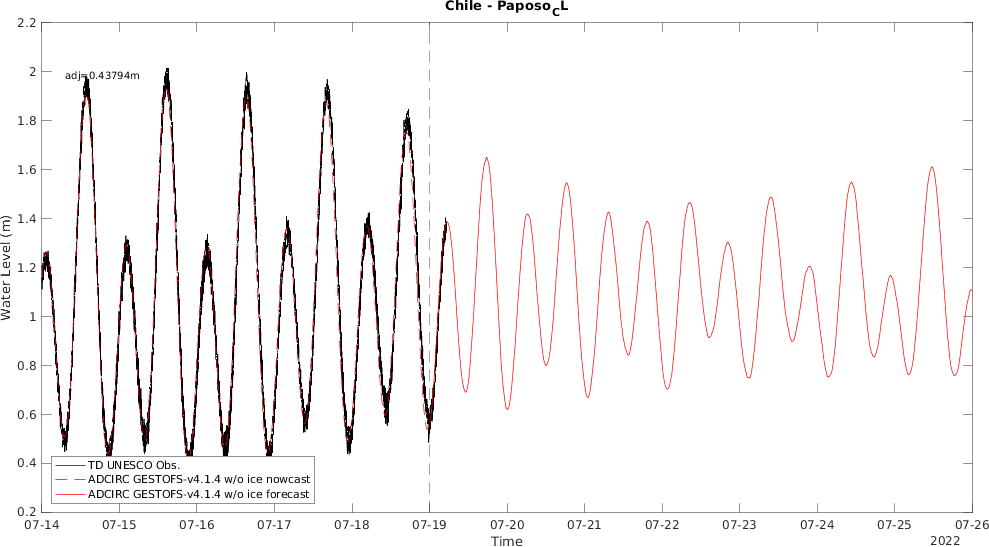 Chile - Paposo_CL
2.2
2
1.8
1.6
1.4
1.2
1
0.8
0.6
0.4
0.2
Water Level (m)
adj=0.43794m
TD UNESCO Obs.
ADCIRC GESTOFS-v4.1.4 w/o ice nowcast
ADCIRC GESTOFS-v4.1.4 w/o ice forecast
07-14 07-15 07-16 07-17 07-18 07-19 07-20 07-21 07-22 07-23 07-24 07-25 07-26
Time
2022